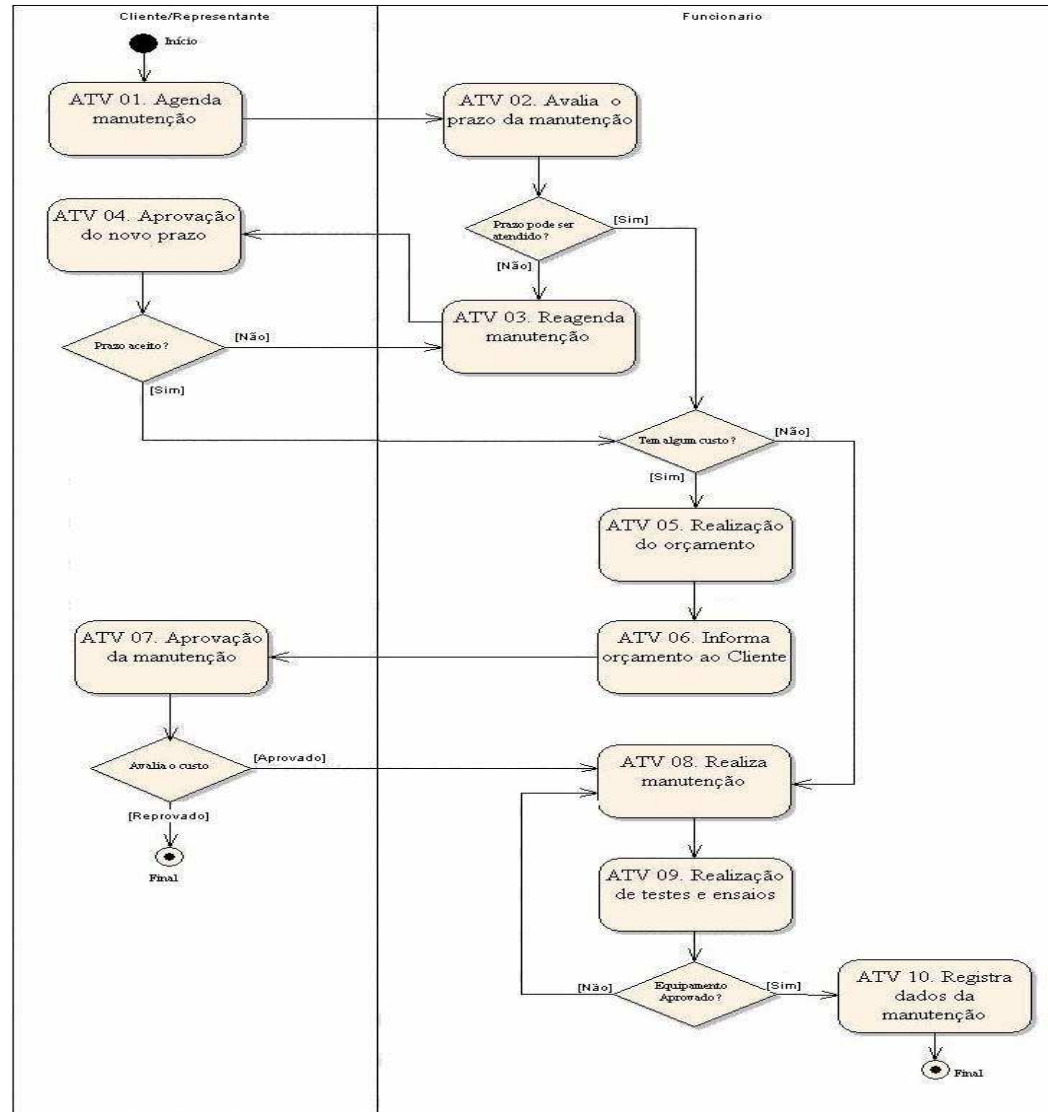 Cliente/Representante
Funcionario
Início
ATV 01. Agenda
manutenção
ATV 02. Avalia o
prazo da manutenção
ATV 04. Aprovação
do novo prazo
Prazo pode ser
atendido?
[Sim]
[Não]
ATV 03. Reagenda
manutenção
Prazo aceito?
[Não]
[Sim]
Tem algum custo?
[Não]
[Sim]
ATV 05. Realização
do orçamento
ATV 07. Aprovação
da manutenção
ATV 06. Informa
orçamento ao Cliente
Avalia o custo
[Aprovado]
[Reprovado]
Final
ATV 08. Realiza
manutenção
ATV 09. Realização
de testes e ensaios
[Não]
Equipamento
Aprovado?
[Sim]
ATV 10. Registra
dados da
manutenção
Final